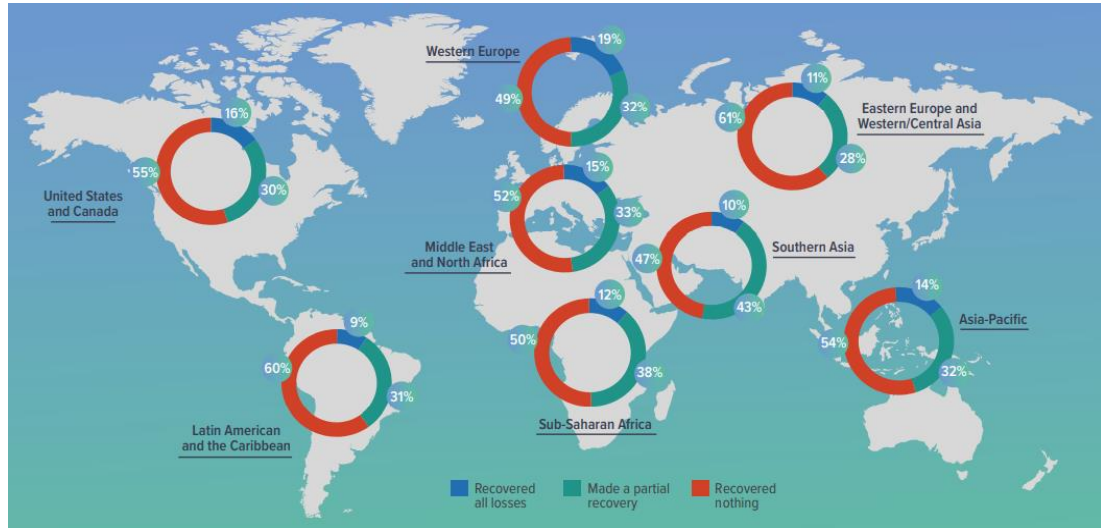 Western Europe
19%
49%
32%
16%
55%
30%
United States
and Canada
11%
61%
28%
Eastern Europe and
Western/Central Asia
15%
52%
33%
Middle East
and North Africa
10%
47%
43%
Southern Asia
12%
50%
38%
Sub-Saharan Africa
14%
54%
32%
Asia-Pacific
9%
60%
31%
Latin American
and the Caribbean
Recovered
all losses
Made a partial
recovery
Recovered
nothing